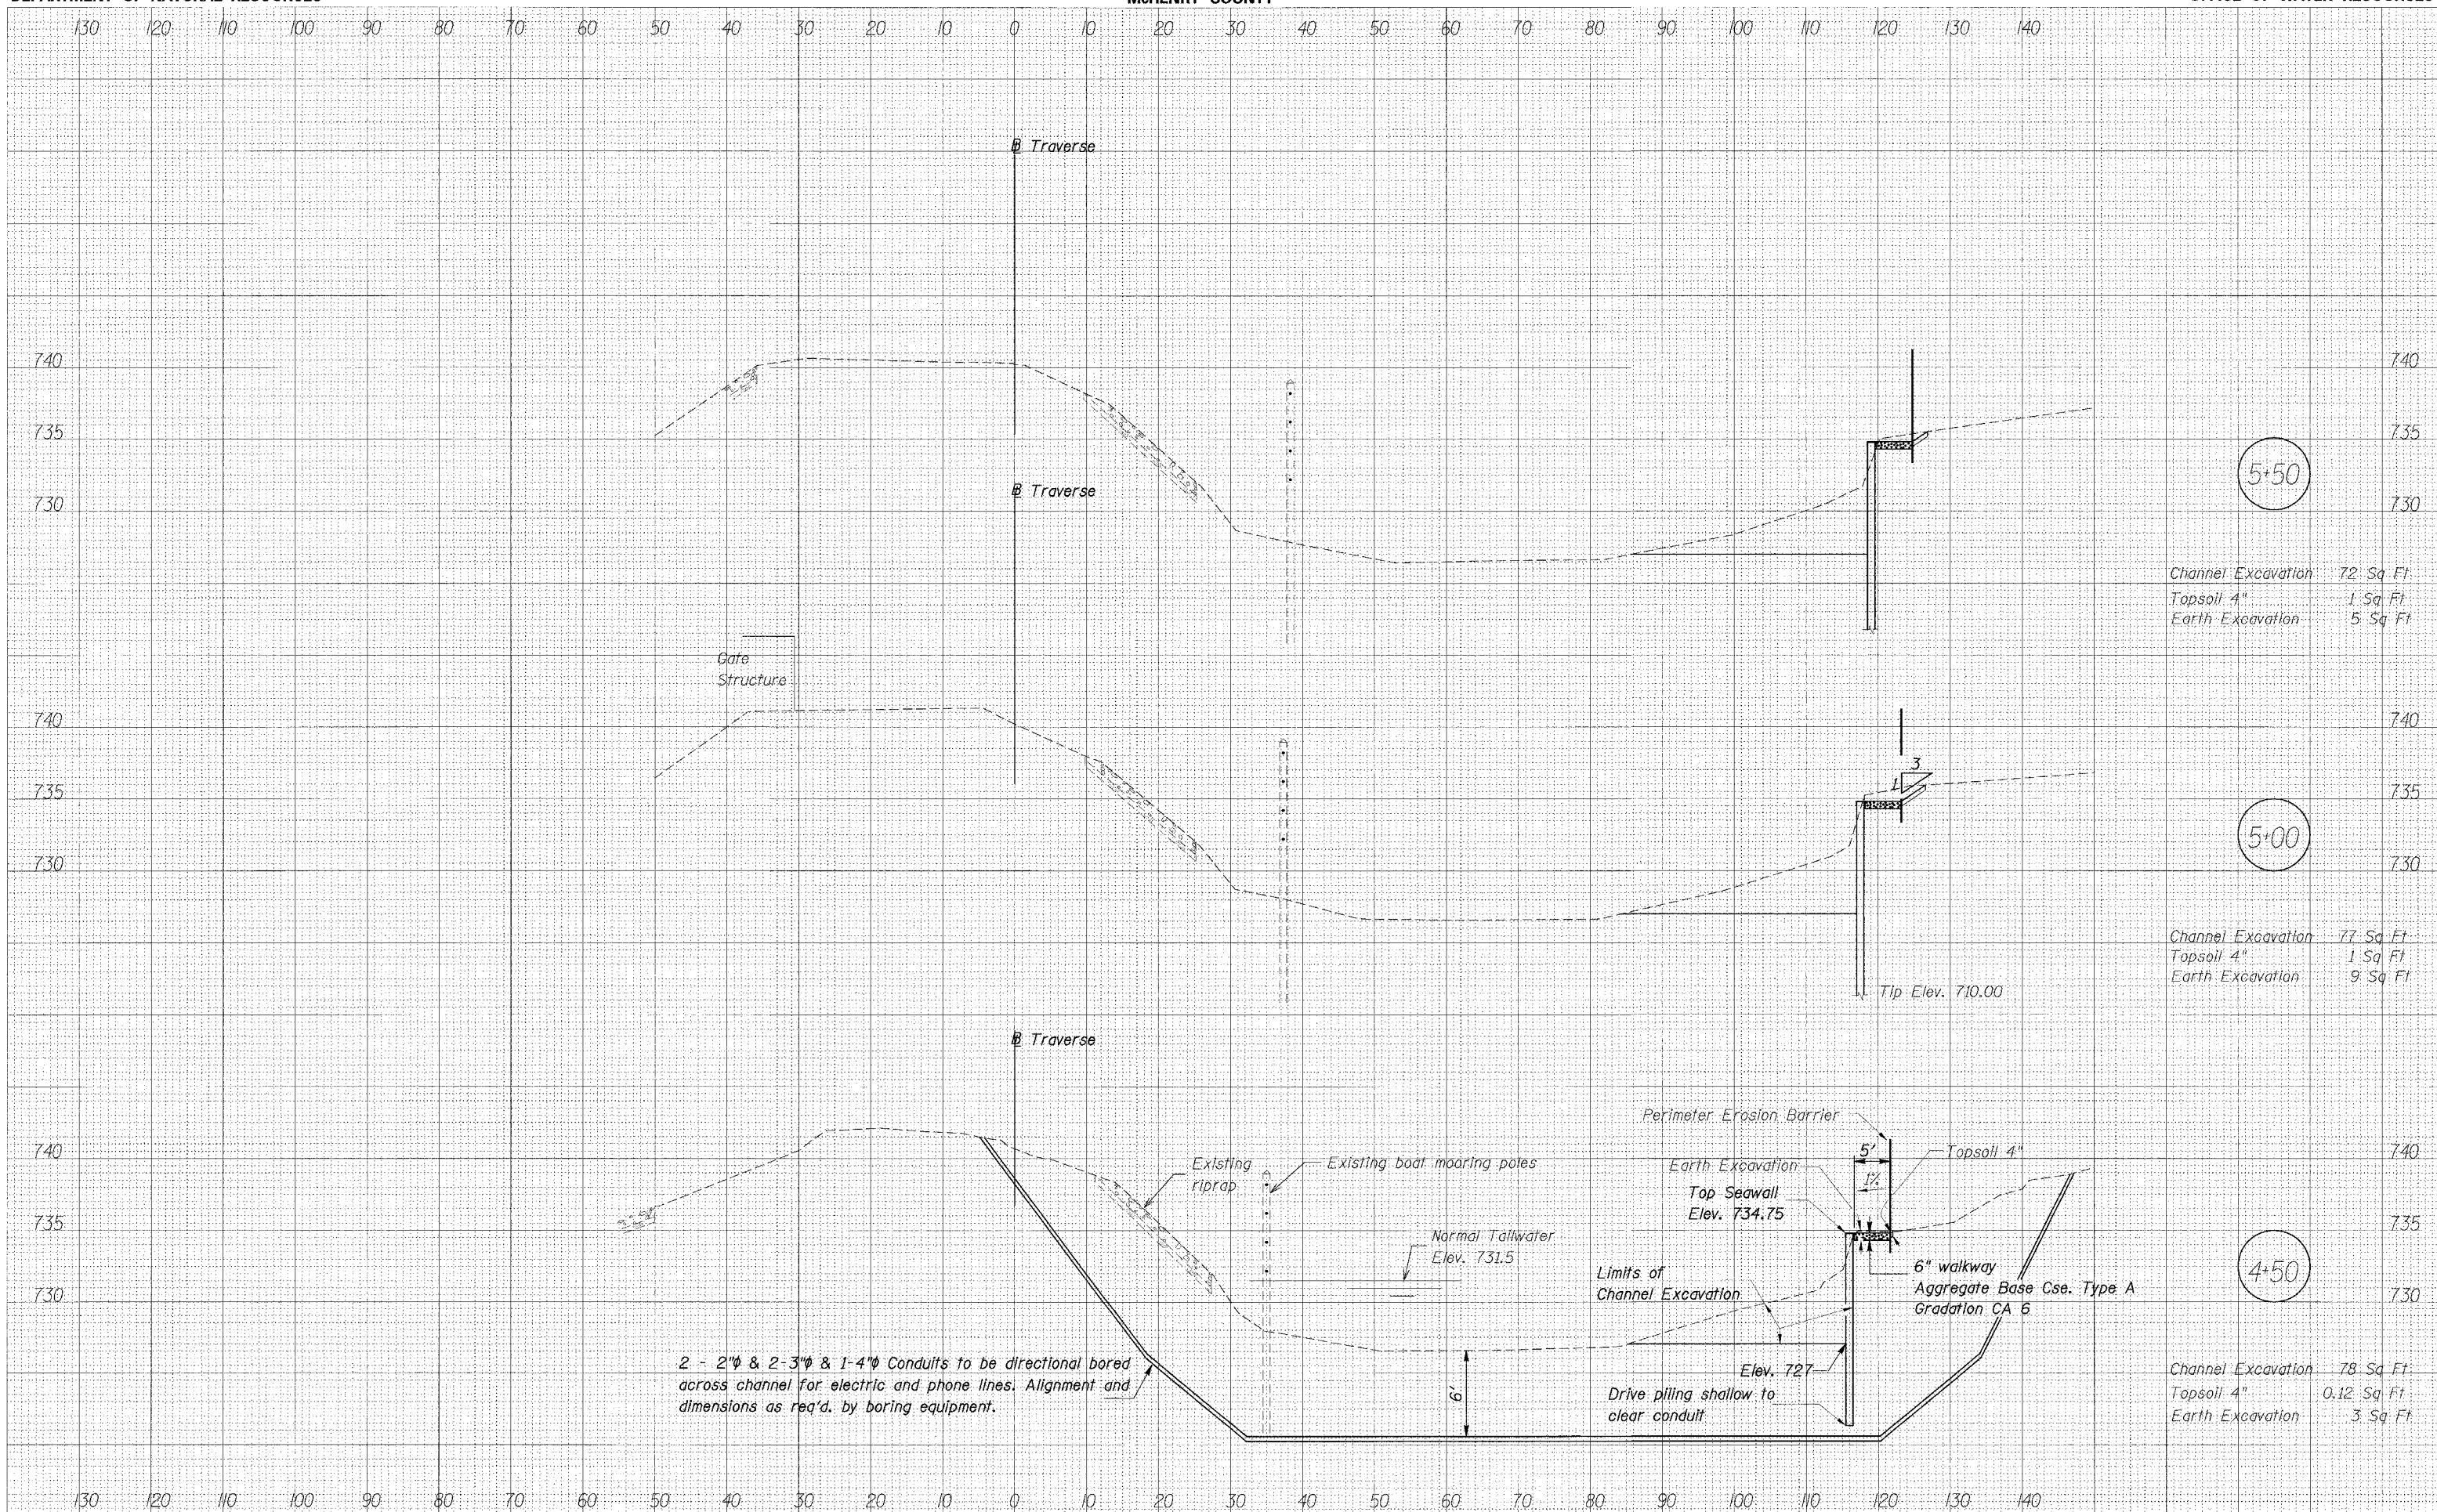 130 120 110 100 90 80 70 60 50 40 30 20 10 0 10 20 30 40 50 60 70 80 90 100 110 120 130 140
℄ Traverse
740 740
735 735
℄ Traverse
730 730
5+50
Channel Excavation 72 Sq Ft
Topsoil 4" 1 Sq Ft
Earth Excavation 5 Sq Ft
Gate
Structure
740 740
3
1
735 735
5+00
730 730
Channel Excavation 77 Sq Ft
Topsoil 4" 1 Sq Ft
Earth Excavation 9 Sq Ft
Tip Elev. 710.00
℄ Traverse
Perimeter Erosion Barrier
740 740
5'
Topsoil 4"
Existing
riprap
Existing boat mooring poles
Earth Excavation
1%
Top Seawall
Elev. 734.75
735 735
Normal Tailwater
Elev. 731.5
Limits of
Channel Excavation
6" walkway
Aggregate Base Cse. Type A
Gradation CA 6
4+50
730 730
2 - 2"ϕ & 2-3"ϕ & 1-4"ϕ Conduits to be directional bored
across channel for electric and phone lines. Alignment and
dimensions as req'd. by boring equipment.
6'
Elev. 727
Drive piling shallow to
clear conduit
Channel Excavation 78 Sq Ft
Topsoil 4" 0.12 Sq Ft
Earth Excavation 3 Sq Ft
130 120 110 100 90 80 70 60 50 40 30 20 10 0 10 20 30 40 50 60 70 80 90 100 110 120 130 140